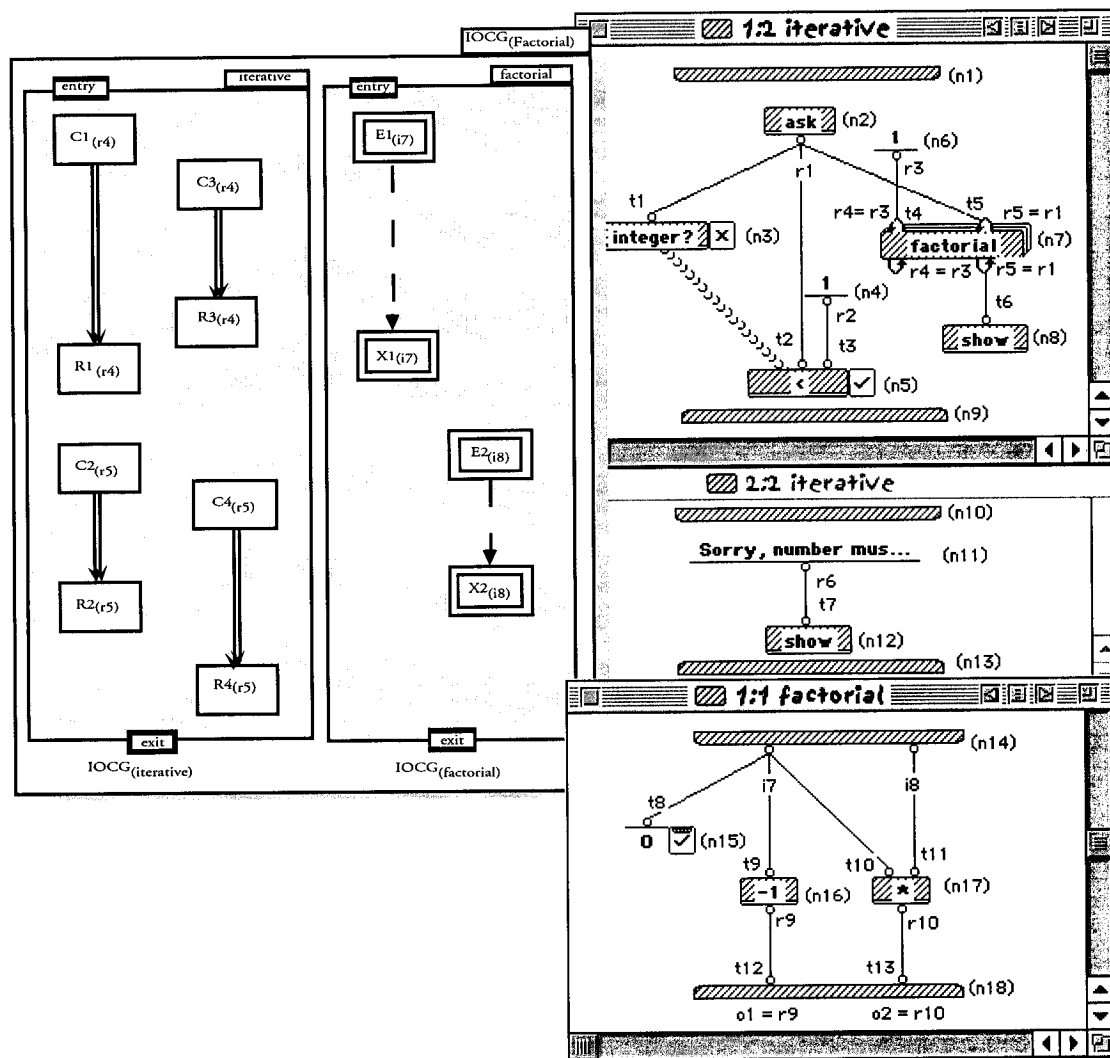 IOCG(Factorial)
iterative
entry
C1(r4)
C3(r4)
R3(r4)
R1 (r4)
C2(r5)
C4(r5)
R2(r5)
R4(r5)
exit
IOCG(iterative)
factorial
entry
E1(i7)
X1(i7)
E2(i8)
X2(i8)
exit
IOCG(factorial)
1:2 iterative
(n1)
ask (n2)
1 (n6)
r1 r3
t1 t5
r4= r3 t4 r5 = r1
integer? (n3) factorial (n7)
r4 = r3 r5 = r1
1 (n4)
r2 t6
t2 t3 show (n8)
< (n5)
(n9)
2:2 iterative
(n10)
Sorry, number mus... (n11)
r6
t7
show (n12)
(n13)
1:1 factorial
(n14)
t8 i7 i8
0 (n15)
t9 t10 t11
-1 (n16) * (n17)
r9 r10
t12 t13
(n18)
o1 = r9 o2 = r10